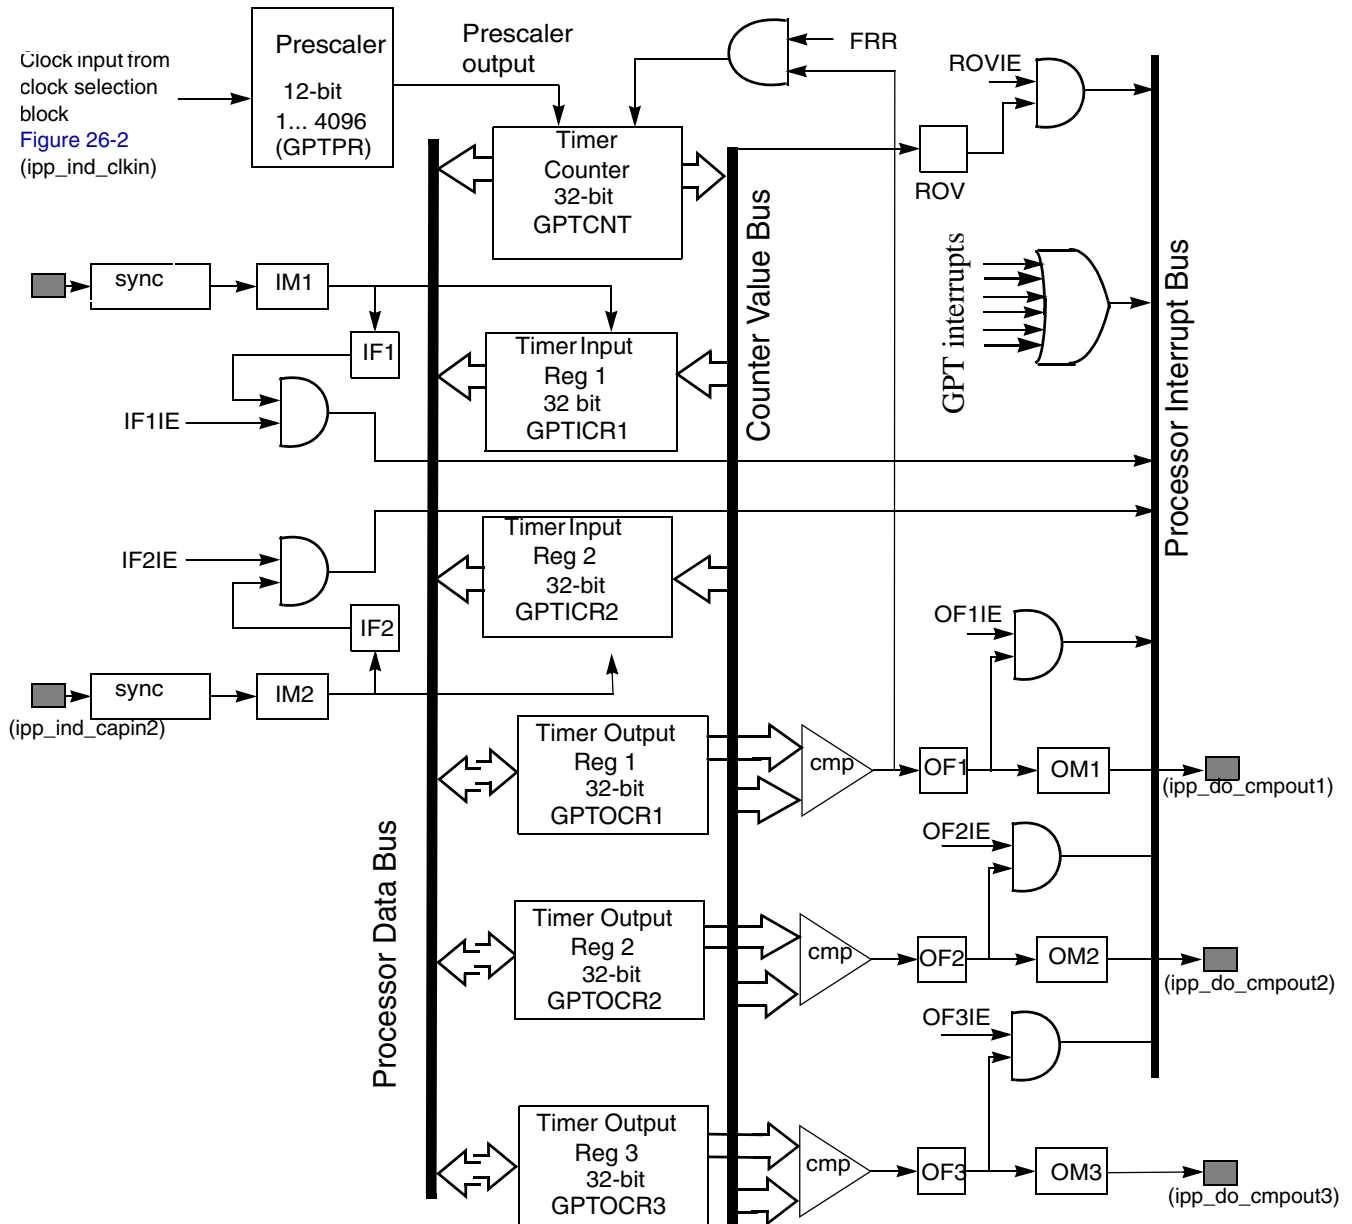 Clock input from
clock selection
block
Figure 26-2
(ipp_ind_clkin)
Prescaler
12-bit
1... 4096
(GPTPR)
Prescaler
output
FRR
ROVIE
ROV
Timer
Counter
32-bit
GPTCNT
Counter Value Bus
GPT interrupts
Processor Interrupt Bus
sync
IM1
IF1
IF1IE
Timer Input
Reg 1
32 bit
GPTICR1
IF2IE
IF2
Timer Input
Reg 2
32-bit
GPTICR2
sync
IM2
(ipp_ind_capin2)
OF1IE
Timer Output
Reg 1
32-bit
GPTOCR1
cmp
OF1
OM1
(ipp_do_cmpout1)
Processor Data Bus
OF2IE
Timer Output
Reg 2
32-bit
GPTOCR2
cmp
OF2
OM2
(ipp_do_cmpout2)
OF3IE
Timer Output
Reg 3
32-bit
GPTOCR3
cmp
OF3
OM3
(ipp_do_cmpout3)